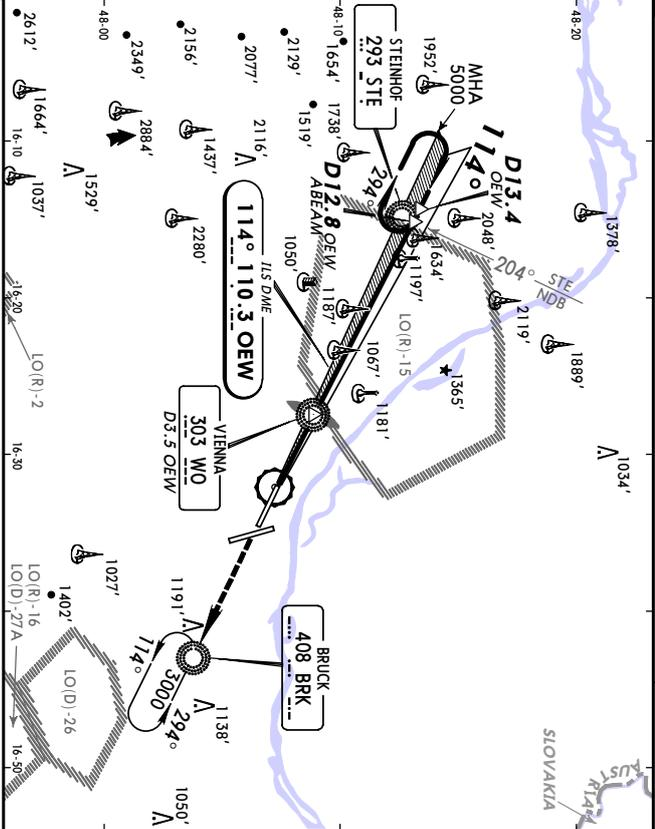 48-00
48-10
48-20
2612'
2349'
2156'
2077'
2129'
1654'
1952'
STEINHOF
293 STE
MHA
5000
1664'
2884'
1437'
2116'
1519'
1738'
16-10
1037'
1529'
2280'
294°
114°
D13.4
OEW
D12.8 OEW
ABEAM
2048'
1378'
1634'
1197'
204°
STE
NDB
2119'
1889'
1050'
1187'
1067'
1181'
1365'
LO(R)-15
ILS DME
114° 110.3 OEW
16-20
LO(R)-2
VIENNA
303 WO
D3.5 OEW
16-30
1034'
1027'
1402'
LO(R)-16
LO(D)-27A
LO(D)-26
1191'
BRUCK
408 BRK
114°
3000
294°
1138'
1050'
16-50
SLOVAKIA
AUSTRIA